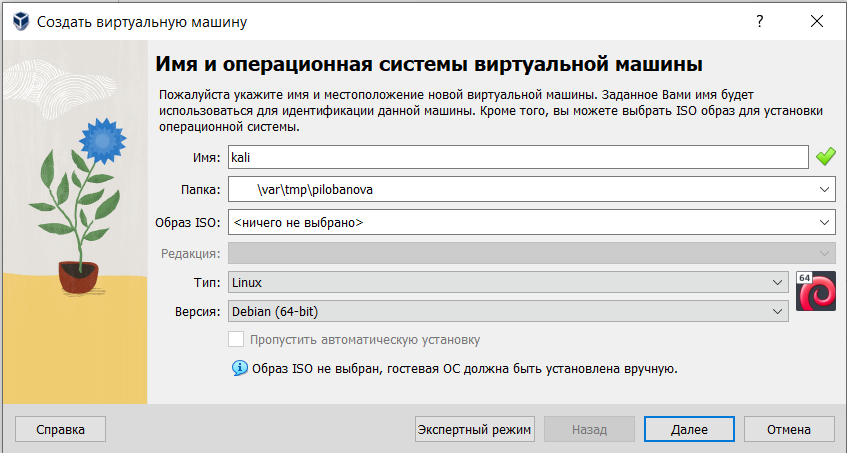 Создать виртуальную машину
?
Имя и операционная системы виртуальной машины
Пожалуйста укажите имя и местоположение новой виртуальной машины. Заданное Вами имя будет
использоваться для идентификации данной машины. Кроме того, вы можете выбрать ISO образ для установки
операционной системы.
Имя: kali
Папка: \var\tmp\pilobanova
Образ ISO: <ничего не выбрано>
Редакция:
Тип: Linux
64
Версия: Debian (64-bit)
Пропустить автоматическую установку
Образ ISO не выбран, гостевая ОС должна быть установлена вручную.
Справка Экспертный режим Назад Далее Отмена